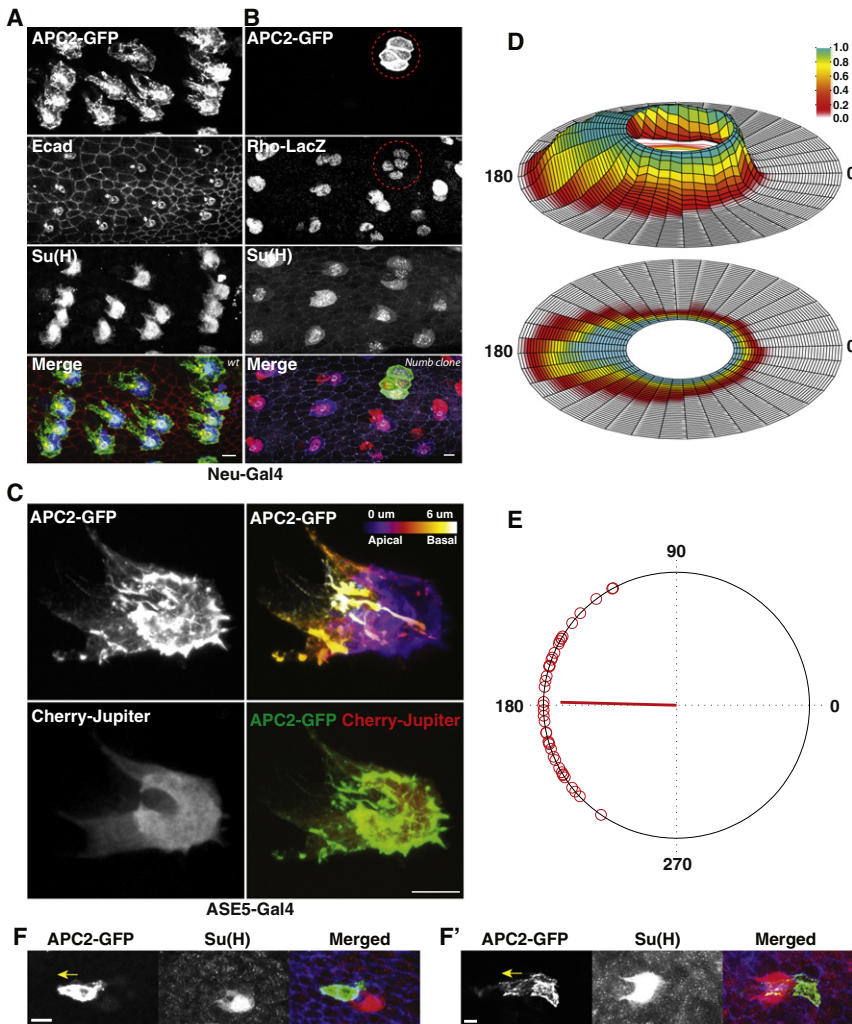 A
B
APC2-GFP
APC2-GFP
Ecad
Rho-LacZ
Su(H)
Su(H)
Merge
wt
Merge
Numb clone
Neu-Gal4
C
APC2-GFP
APC2-GFP
0 um 6 um
Apical Basal
Cherry-Jupiter
APC2-GFP Cherry-Jupiter
ASE5-Gal4
D
1.0
0.8
0.6
0.4
0.2
0.0
180
0
180
0
E
90
180
0
270
F
APC2-GFP Su(H) Merged
F'
APC2-GFP Su(H) Merged